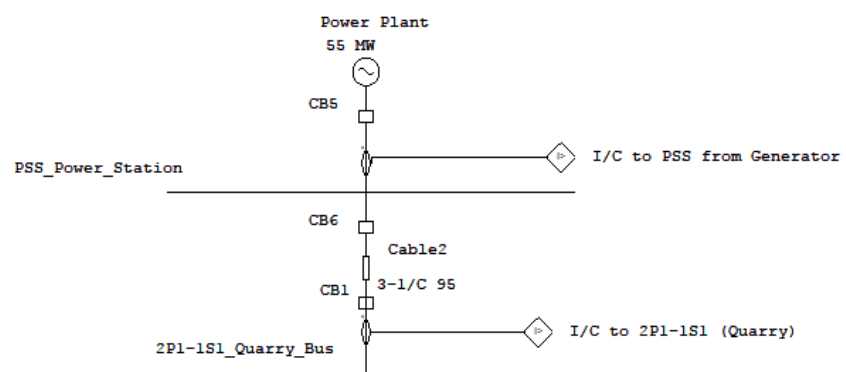 Power Plant
55 MW
CB5
I/C to PSS from Generator
PSS_Power_Station
CB6
Cable2
3-1/C 95
CB1
I/C to 2P1-1S1 (Quarry)
2P1-1S1_Quarry_Bus